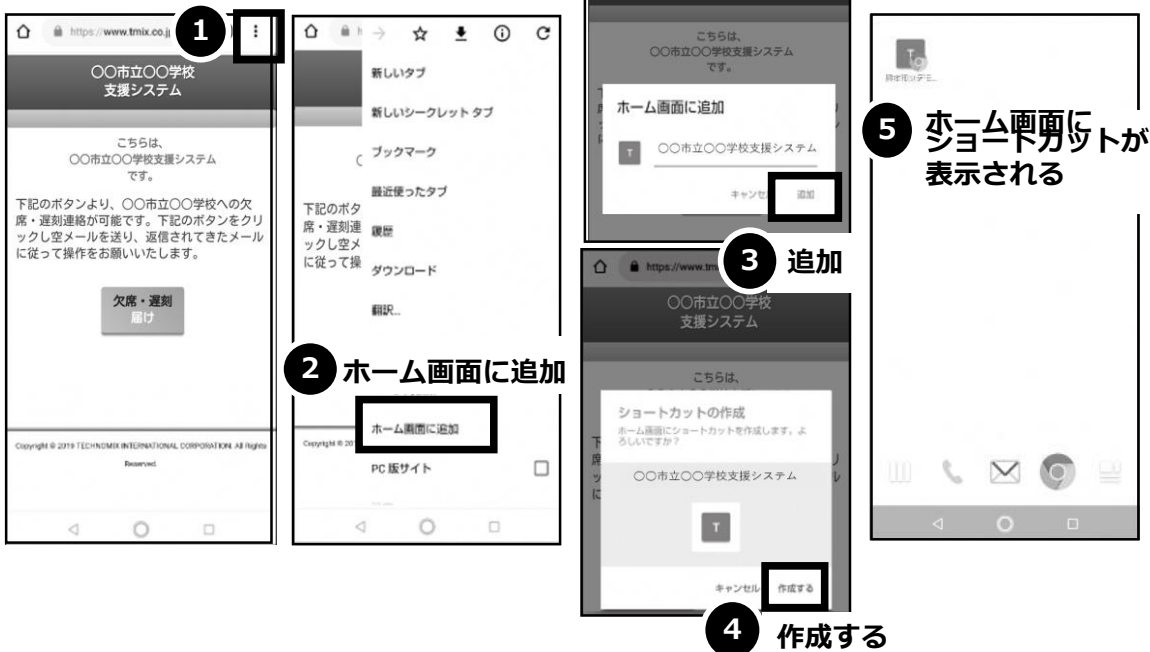 1
https://www.tmix.co.j
〇〇市立〇〇学校
支援システム
こちらは、
〇〇市立〇〇学校支援システム
です。
下記のボタンより、〇〇市立〇〇学校への欠
席・遅刻連絡が可能です。下記のボタンをクリ
ックし空メールを送り、返信されてきたメール
に従って操作をお願いいたします。
欠席・遅刻
届け
Copyright © 2019 TECHNOMIX INTERNATIONAL CORPORATION. All Rights
Reserved.
新しいタブ
新しいシークレット タブ
ブックマーク
最近使ったタブ
履歴
ダウンロード
翻訳...
下記のボタ
席・遅刻連
ックし空メ
に従って操
2 ホーム画面に追加
ホーム画面に追加
Copyright © 20
PC 版サイト
こちらは、
〇〇市立〇〇学校支援システム
です。
ホーム画面に追加
T
〇〇市立〇〇学校支援システム
キャンセル
追加
3 追加
https://www.tm
〇〇市立〇〇学校
支援システム
こちらは、
ショートカットの作成
ホーム画面にショートカットを作成します。よ
ろしいですか？
〇〇市立〇〇学校支援システム
T
キャンセル
作成する
4 作成する
T
5 ホーム画面に
ショートカットが
表示される